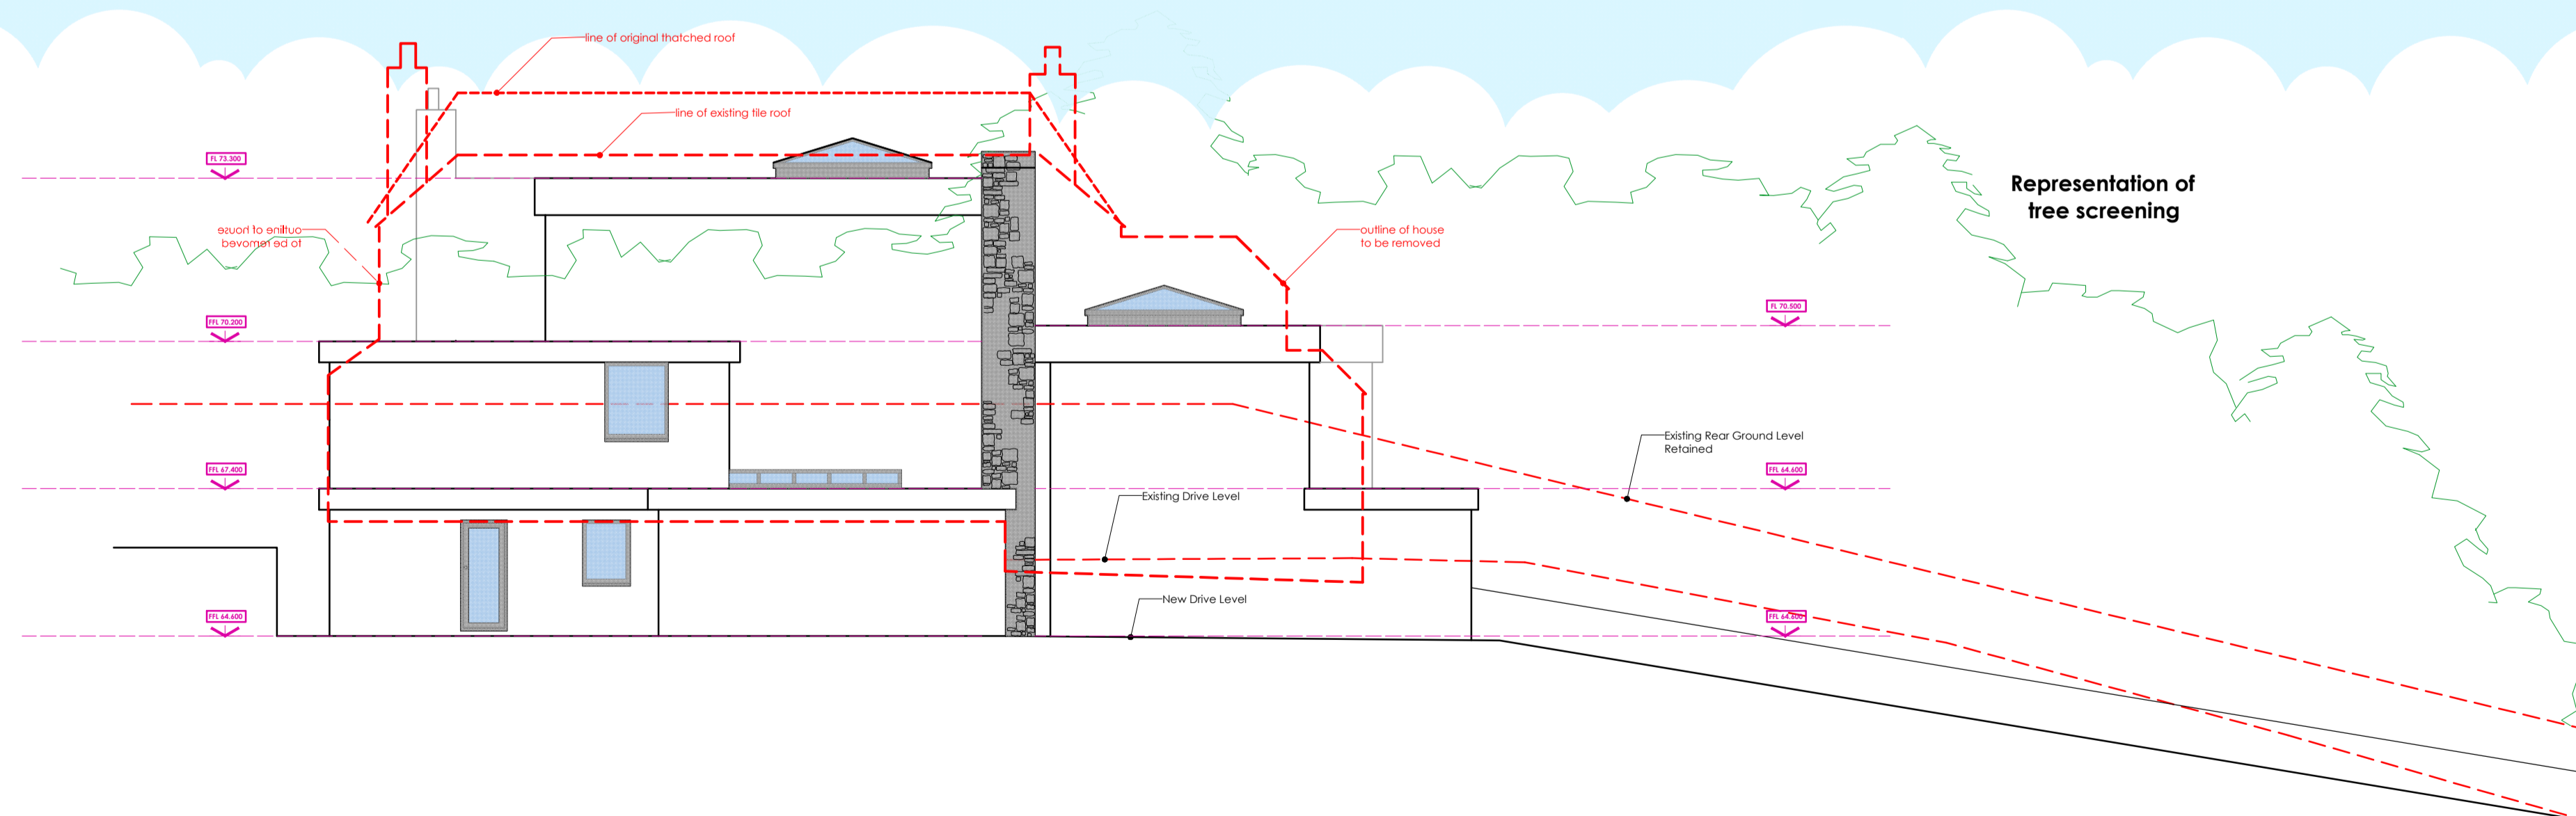 line of original thatched roof
line of existing tile roof
FL 73.300
Representation of
tree screening
outline of house
to be removed
outline of house
to be removed
FL 70.500
FFL 70.200
Existing Rear Ground Level
Retained
FFL 67.400
FFL 64.600
Existing Drive Level
New Drive Level
FFL 64.600
FFL 64.600